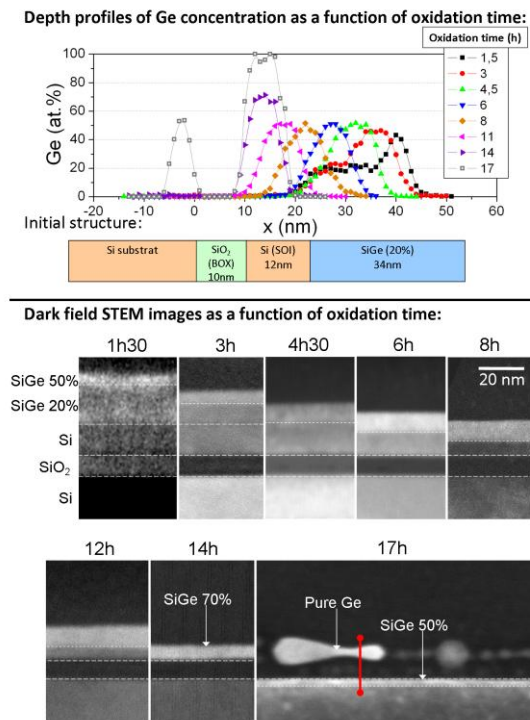 Depth profiles of Ge concentration as a function of oxidation time:
Ge (at.%)
100
80
60
40
20
0
-20 -10 0 10 20 30 40 50 60
x (nm)
Oxidation time (h)
1,5
3
4,5
6
8
11
14
17
Initial structure:
Si substrat
SiO2
(BOX)
10nm
Si (SOI)
12nm
SiGe (20%)
34nm
Dark field STEM images as a function of oxidation time:
1h30 3h 4h30 6h 8h
SiGe 50%
SiGe 20%
Si
SiO2
Si
20 nm
12h 14h 17h
SiGe 70%
Pure Ge
SiGe 50%